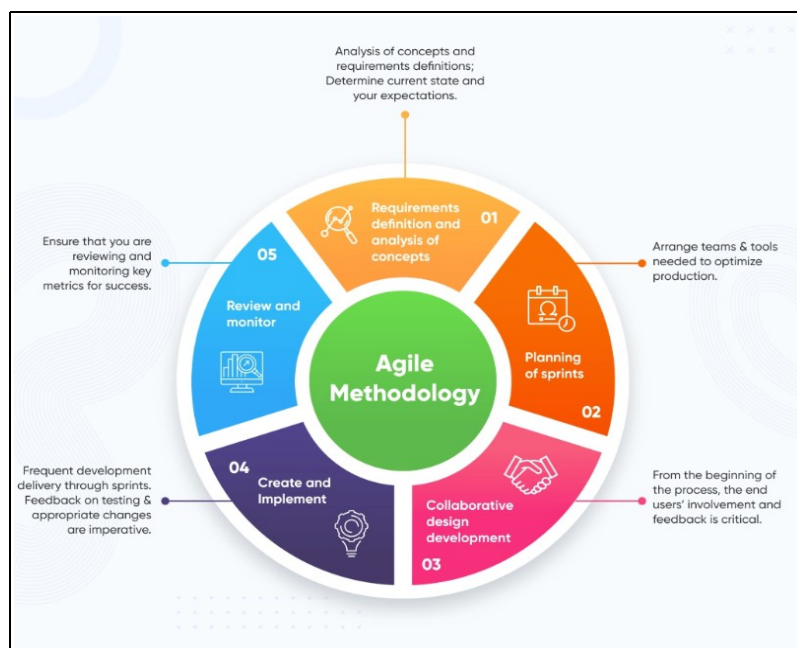 Analysis of concepts and
requirements definitions;
Determine current state and
your expectations.
Requirements
definition and
analysis of
concepts
01
Arrange teams & tools
needed to optimize
production.
Planning
of sprints
02
From the beginning of
the process, the end
users' involvement and
feedback is critical.
Collaborative
design
development
03
Frequent development
delivery through sprints.
Feedback on testing &
appropriate changes
are imperative.
04
Create and
Implement
Ensure that you are
reviewing and
monitoring key
metrics for success.
05
Review and
monitor
Agile
Methodology